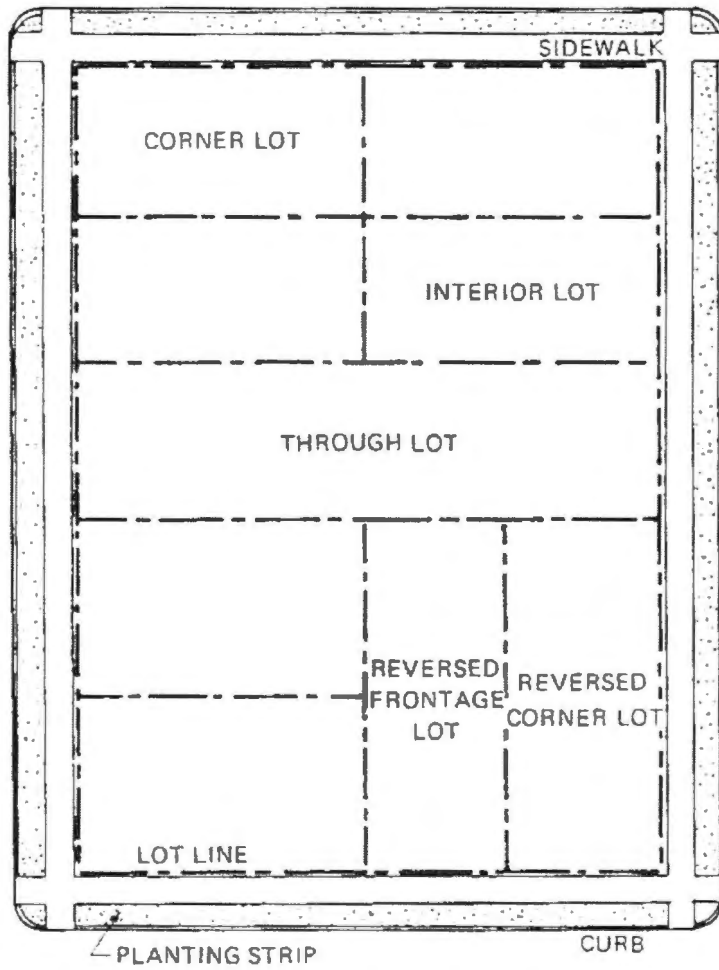 SIDEWALK
CORNER LOT
INTERIOR LOT
THROUGH LOT
REVERSED
FRONTAGE
LOT
REVERSED
CORNER LOT
LOT LINE
PLANTING STRIP
CURB